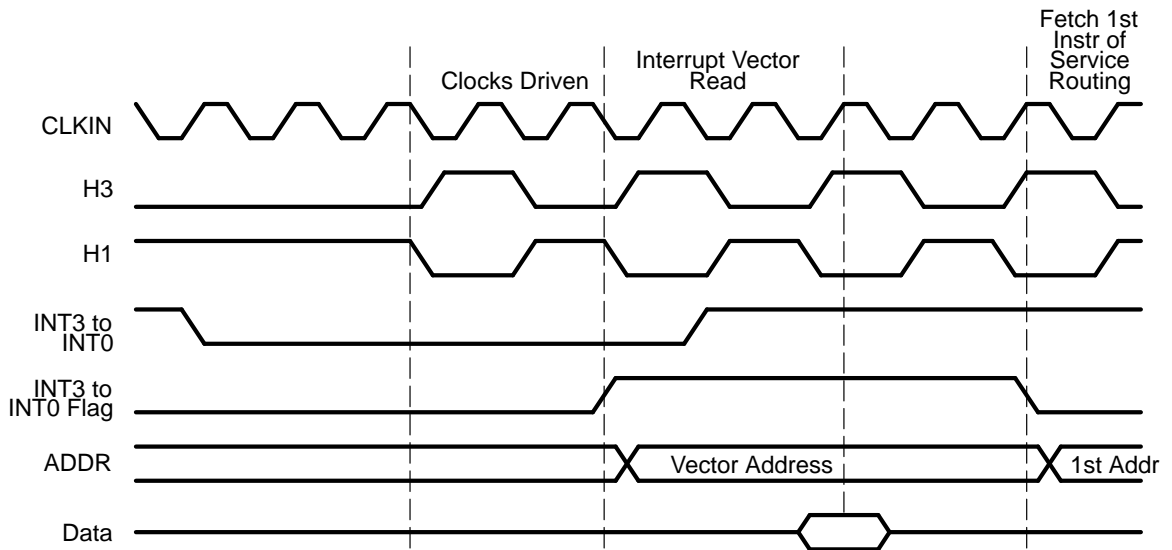 Fetch 1st
Instr of
Service
Routing
Clocks Driven
Interrupt Vector
Read
CLKIN
H3
H1
INT3 to
INT0
INT3 to
INT0 Flag
ADDR
Vector Address
1st Addr
Data